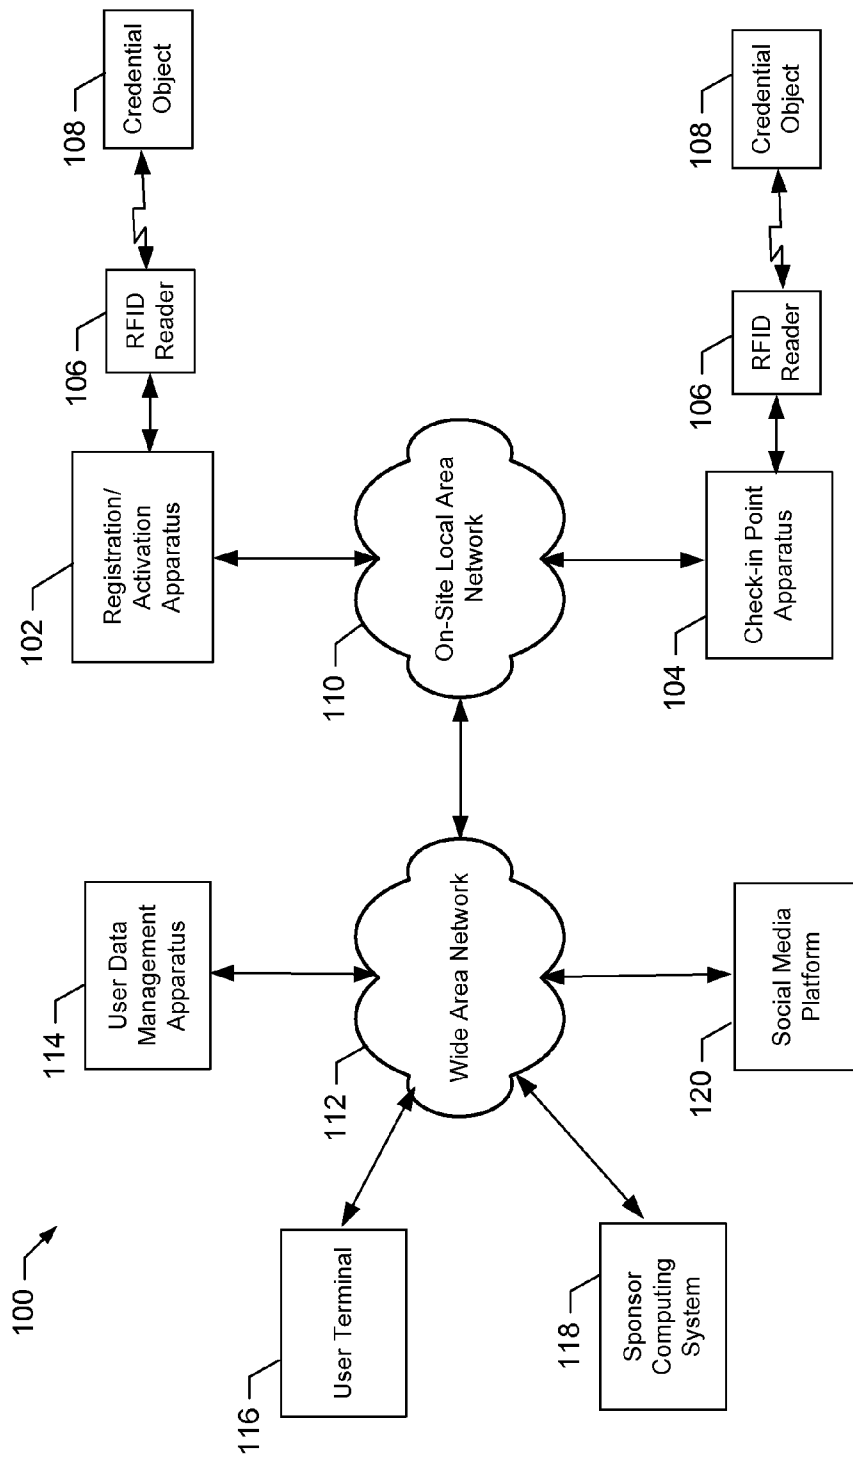 100
116
User Terminal
118
Sponsor
Computing
System
114
User Data
Management
Apparatus
112
Wide Area Network
120
Social Media
Platform
110
On-Site Local Area
Network
102
Registration/
Activation
Apparatus
106
RFID
Reader
108
Credential
Object
104
Check-in Point
Apparatus
106
RFID
Reader
108
Credential
Object